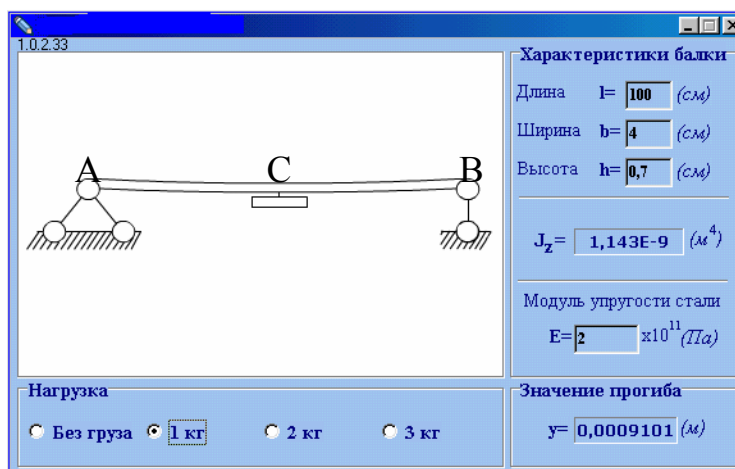 1.0.2.33
A C B
Характеристики балки
Длина l= 100 (см)
Ширина b= 4 (см)
Высота h= 0,7 (см)
Jz= 1,143E-9 (м⁴)
Модуль упругости стали
E= 2 x10¹¹ (Па)
Нагрузка
Без груза 1 кг 2 кг 3 кг
Значение прогиба
y= 0,0009101 (м)